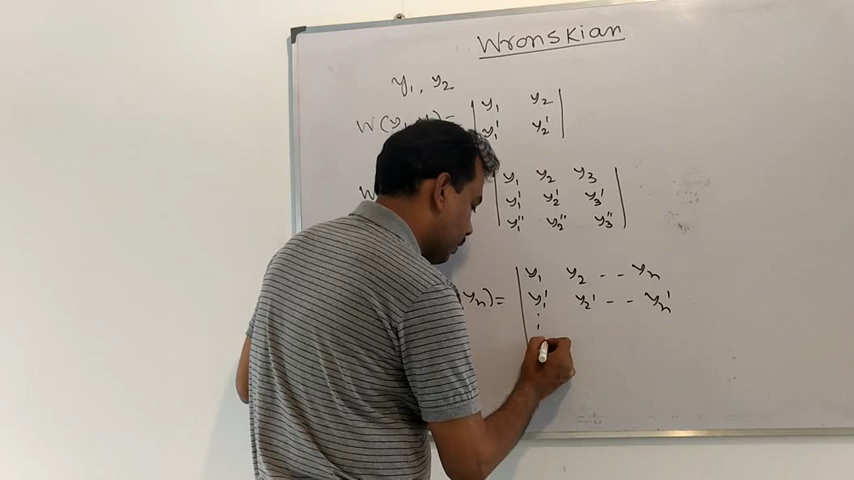 Wronskian
y₁, y₂
W(y₁ = | y₁ y₂ |
| y₁' y₂' |
| y₁ y₂ y₃ |
| y₁' y₂' y₃' |
| y₁'' y₂'' y₃'' |
yₙ) = | y₁ y₂ - - yₙ
y₁' y₂' - - yₙ'
⋮